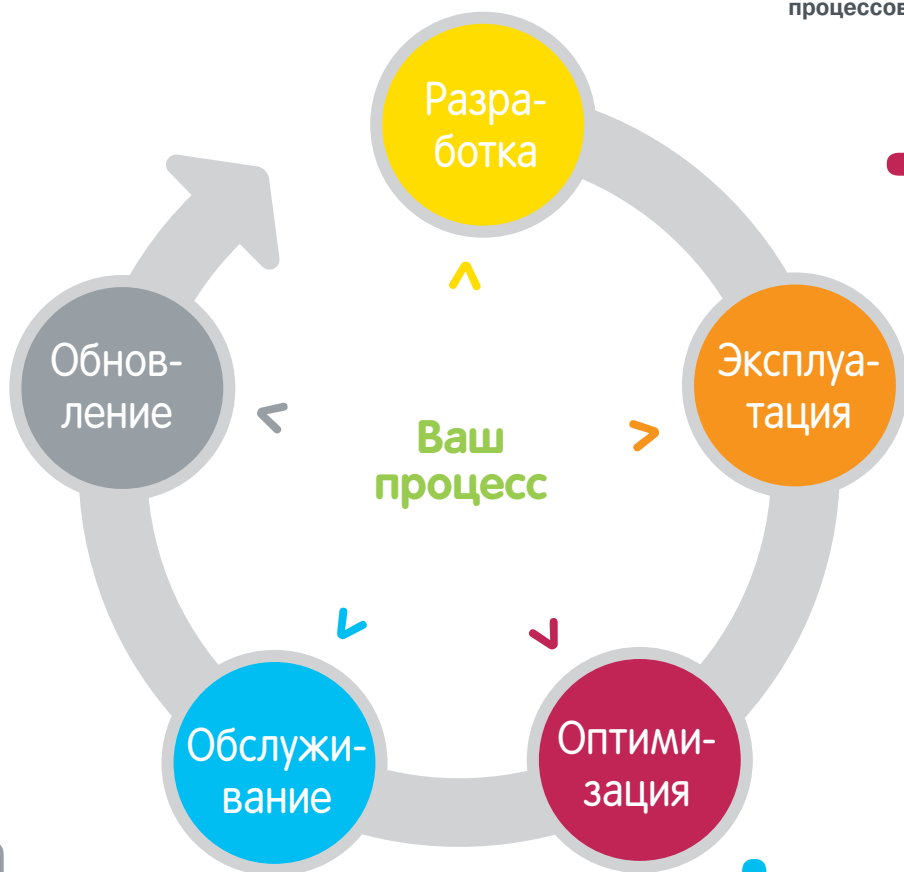 процессов
Разра-
ботка
Эксплуа-
тация
Обнов-
ление
Ваш
процесс
Оптими-
зация
Обслужи-
вание